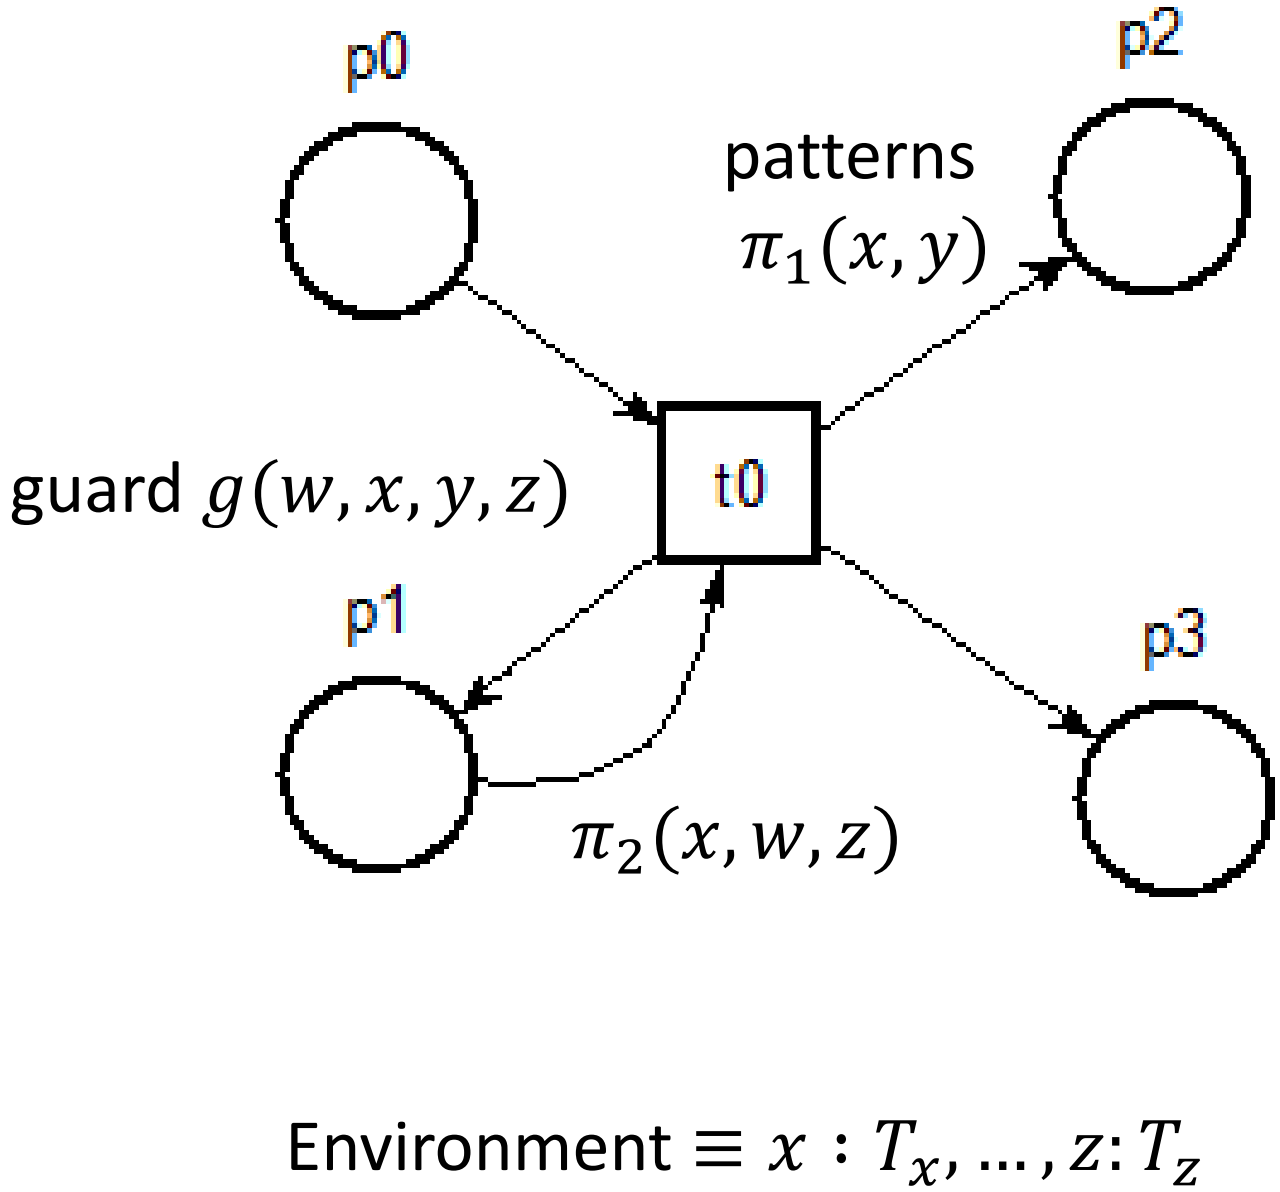 p0
p2
patterns
π₁(x, y)
t0
guard g(w, x, y, z)
p1
p3
π₂(x, w, z)
Environment ≡ x : Tₓ, … , z: T_z